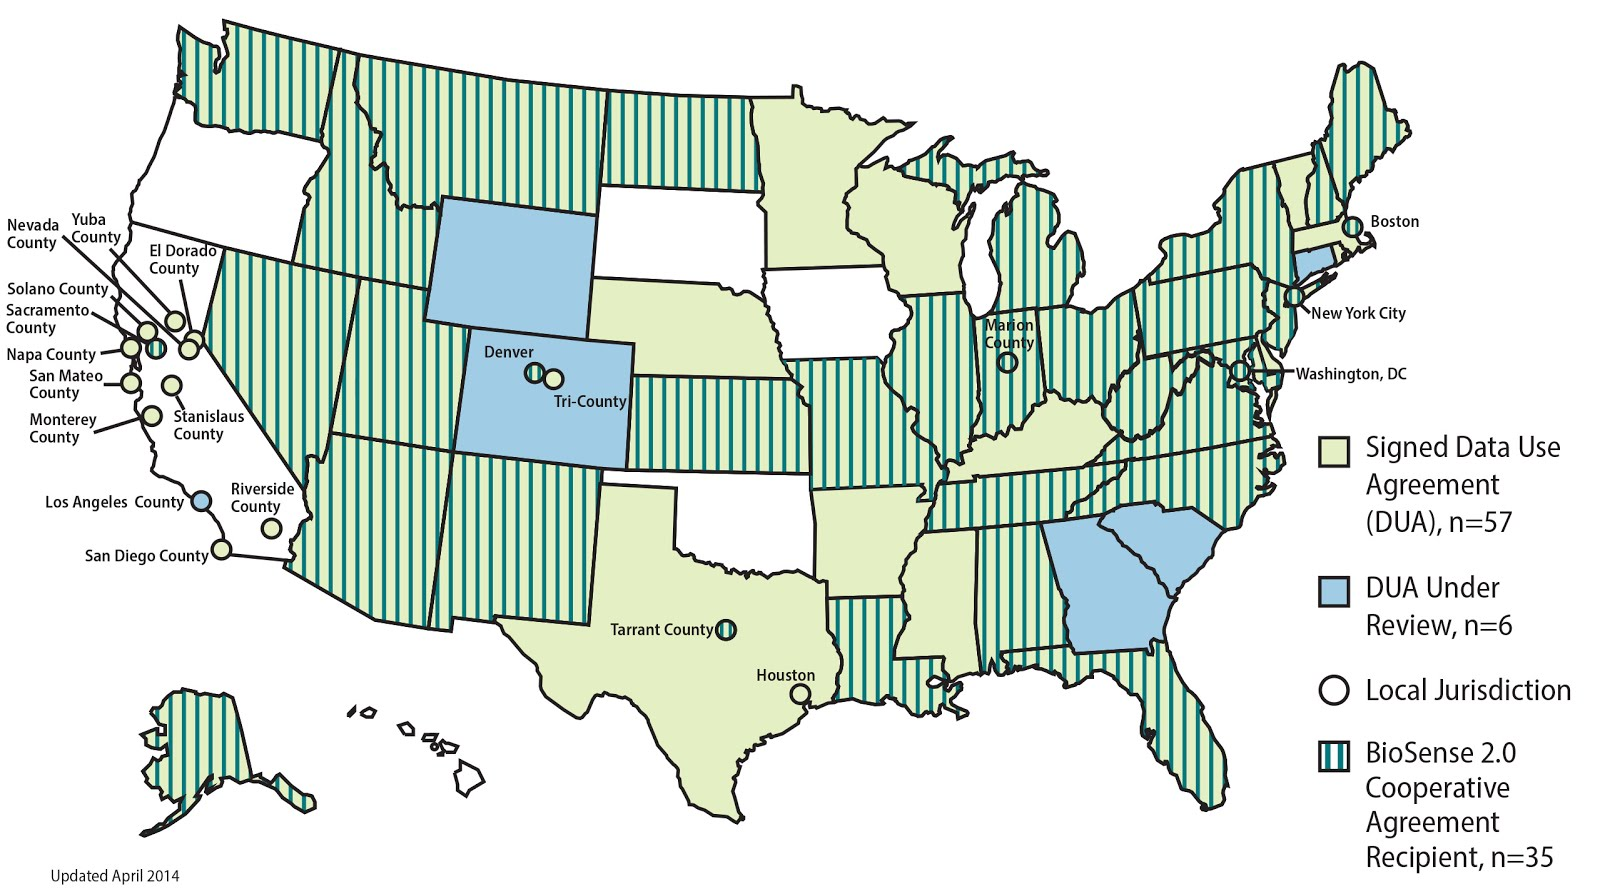 Nevada
County
Yuba
County
El Dorado
County
Solano County
Sacramento
County
Napa County
San Mateo
County
Monterey
County
Stanislaus
County
Los Angeles County
Riverside
County
San Diego County
Denver
Tri-County
Tarrant County
Houston
Marion
County
Boston
New York City
Washington, DC
Signed Data Use
Agreement
(DUA), n=57
DUA Under
Review, n=6
Local Jurisdiction
BioSense 2.0
Cooperative
Agreement
Recipient, n=35
Updated April 2014